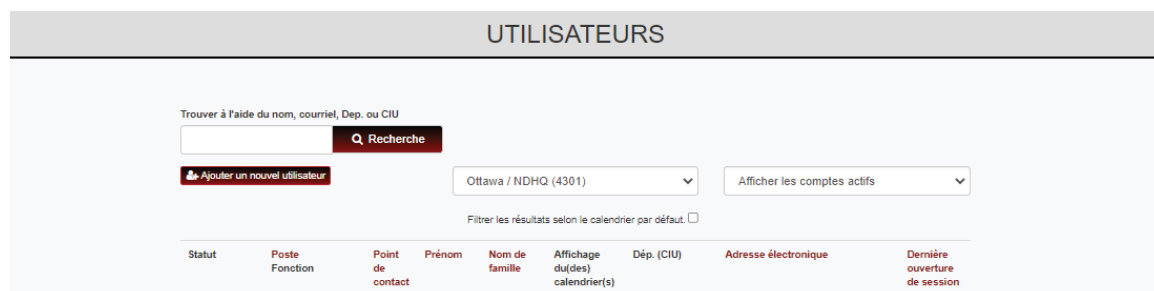 UTILISATEURS
Trouver à l'aide du nom, courriel, Dep. ou CIU
Recherche
Ajouter un nouvel utilisateur
Ottawa / NDHQ (4301)
Afficher les comptes actifs
Filtrer les résultats selon le calendrier par défaut.
Statut Poste Point Prénom Nom de Affichage Dép. (CIU) Adresse électronique Dernière
Fonction de famille du(des) ouverture
contact calendrier(s) de session